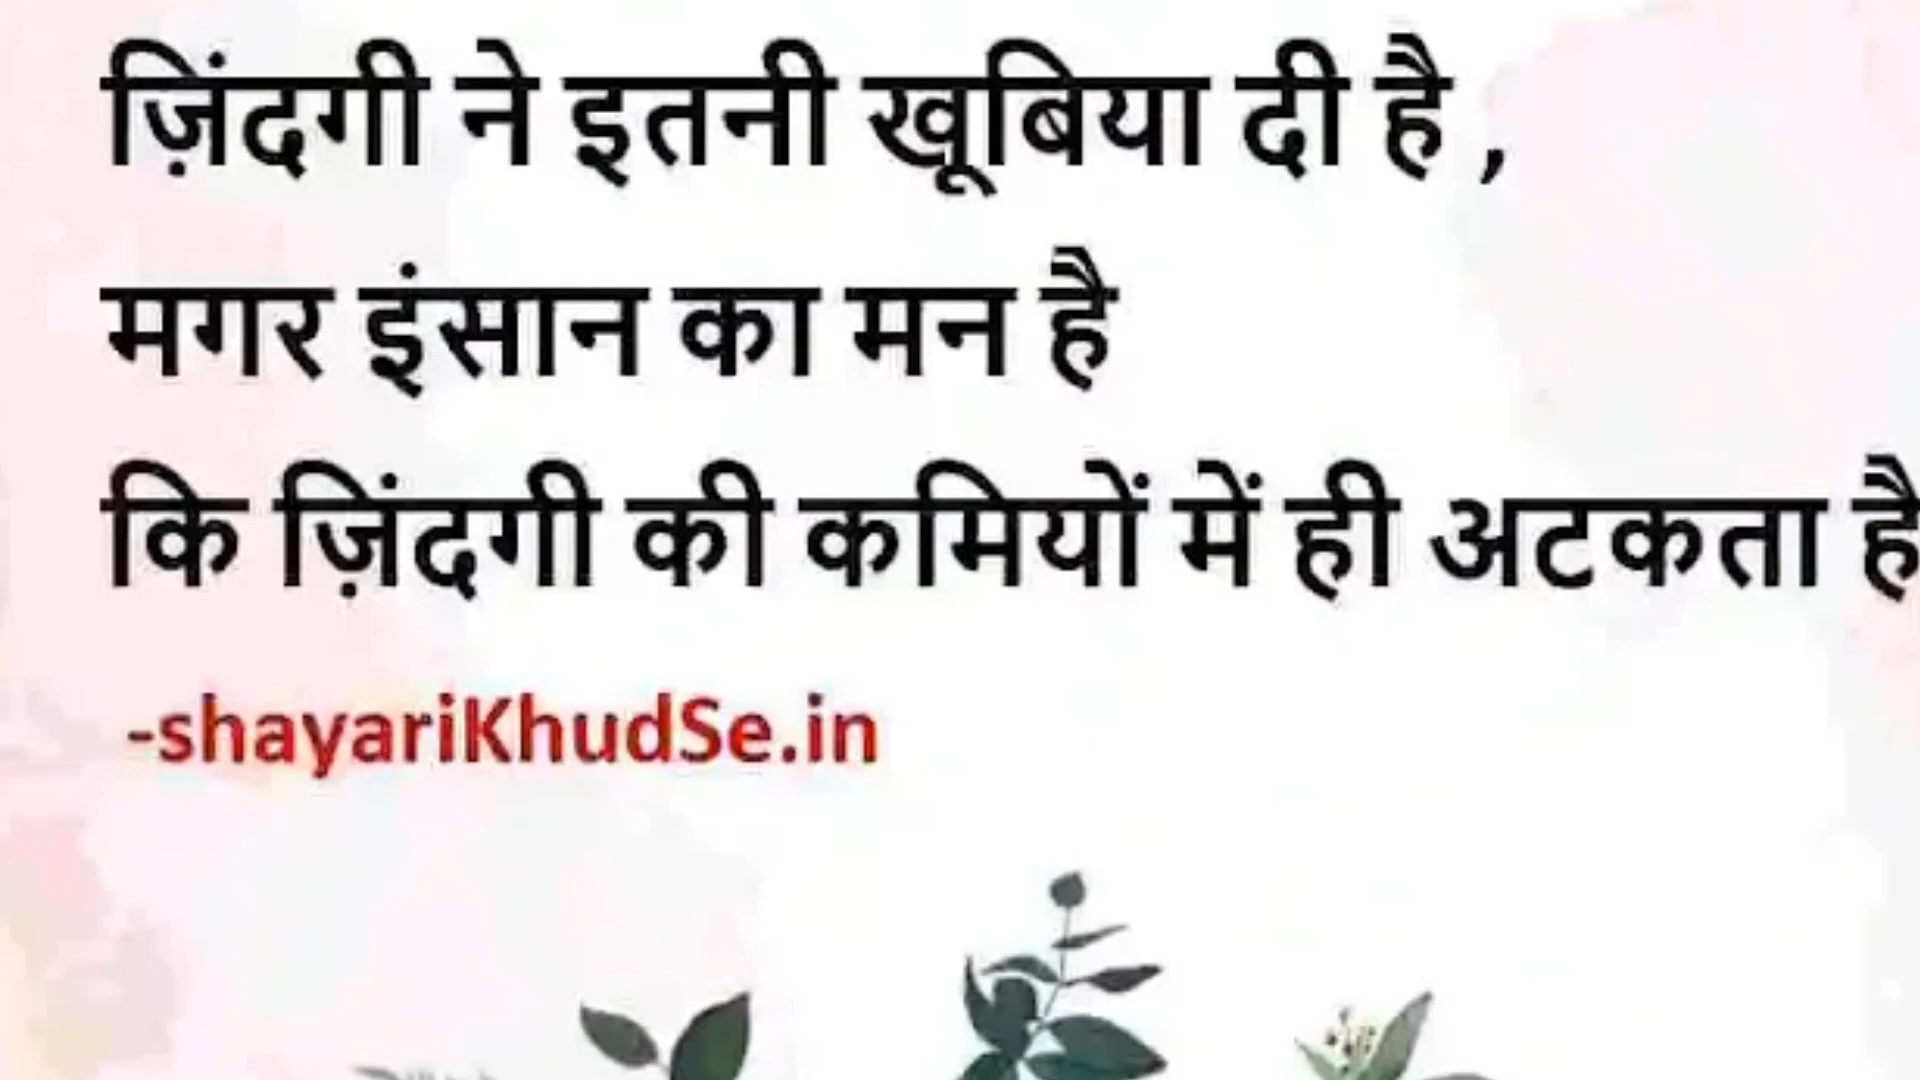 ज़िंदगी ने इतनी खूबिया दी है ,
मगर इंसान का मन है
कि ज़िंदगी की कमियों में ही अटकता है
-shayariKhudSe.in